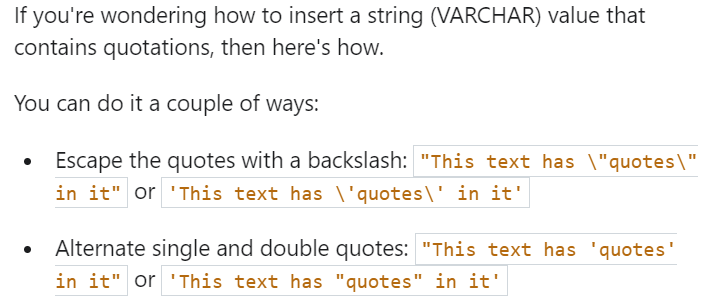 If you're wondering how to insert a string (VARCHAR) value that
contains quotations, then here's how.
You can do it a couple of ways:
• Escape the quotes with a backslash: "This text has \"quotes\"
in it" or 'This text has \'quotes\' in it'
• Alternate single and double quotes: "This text has 'quotes'
in it" or 'This text has "quotes" in it'